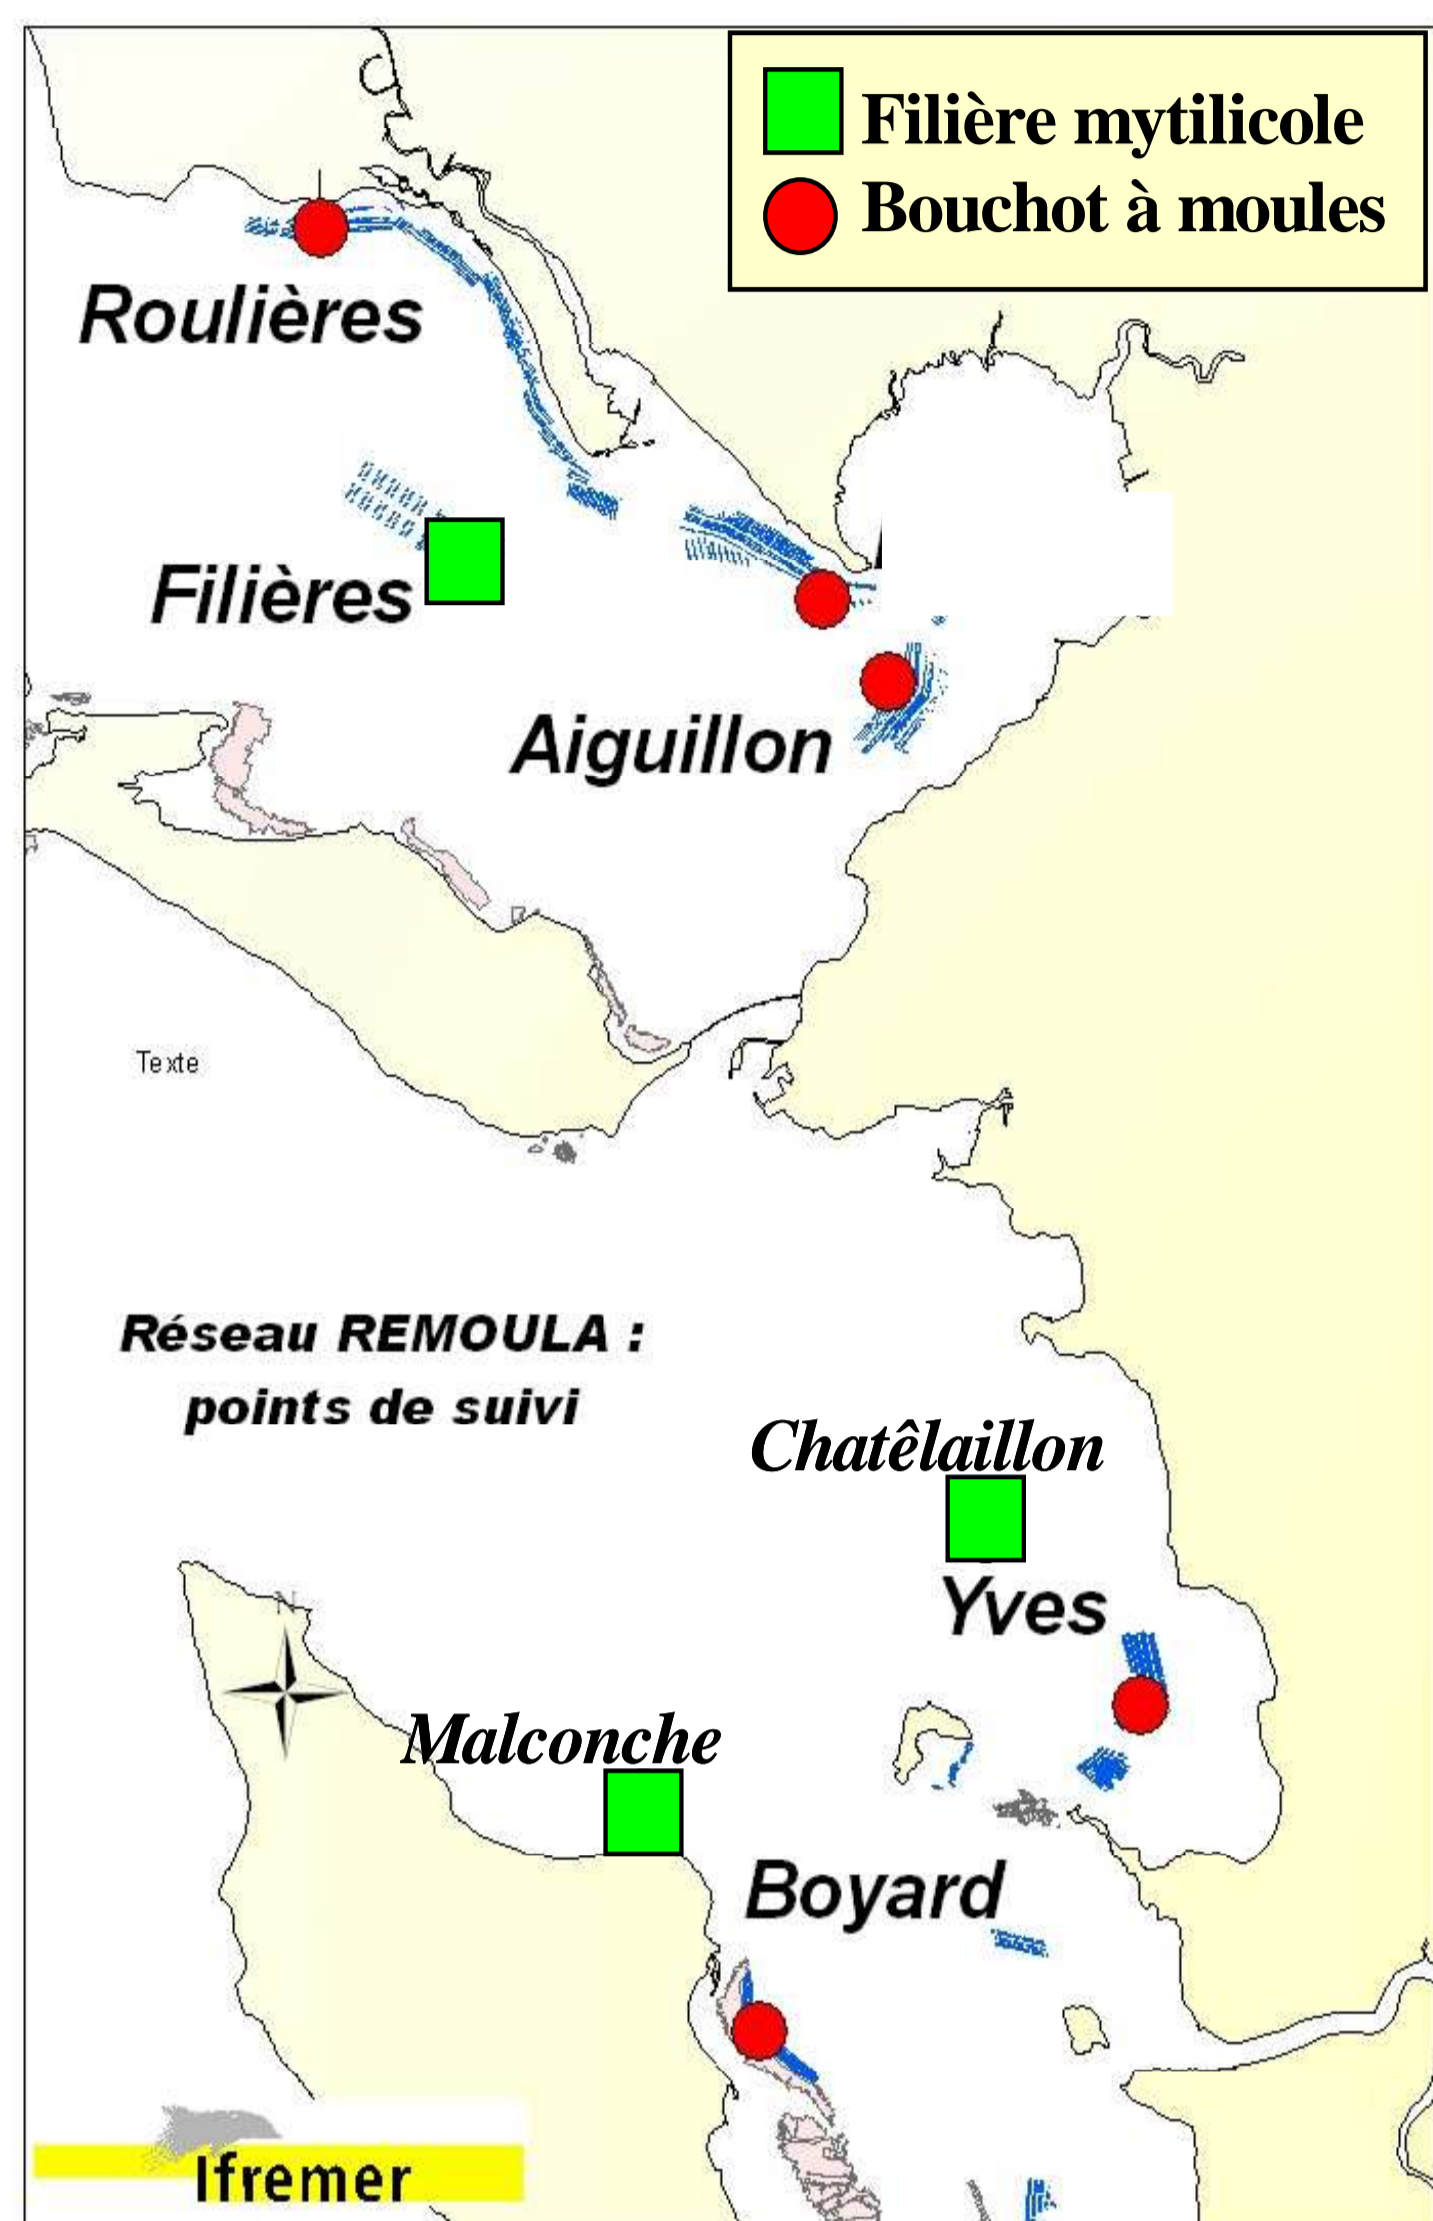 Filière mytilicole
Bouchot à moules
Roulières
Filières
Aiguillon
Texte
Réseau REMOULA :
points de suivi
Chatêlaillon
Yves
N
Malconche
Boyard
Ifremer